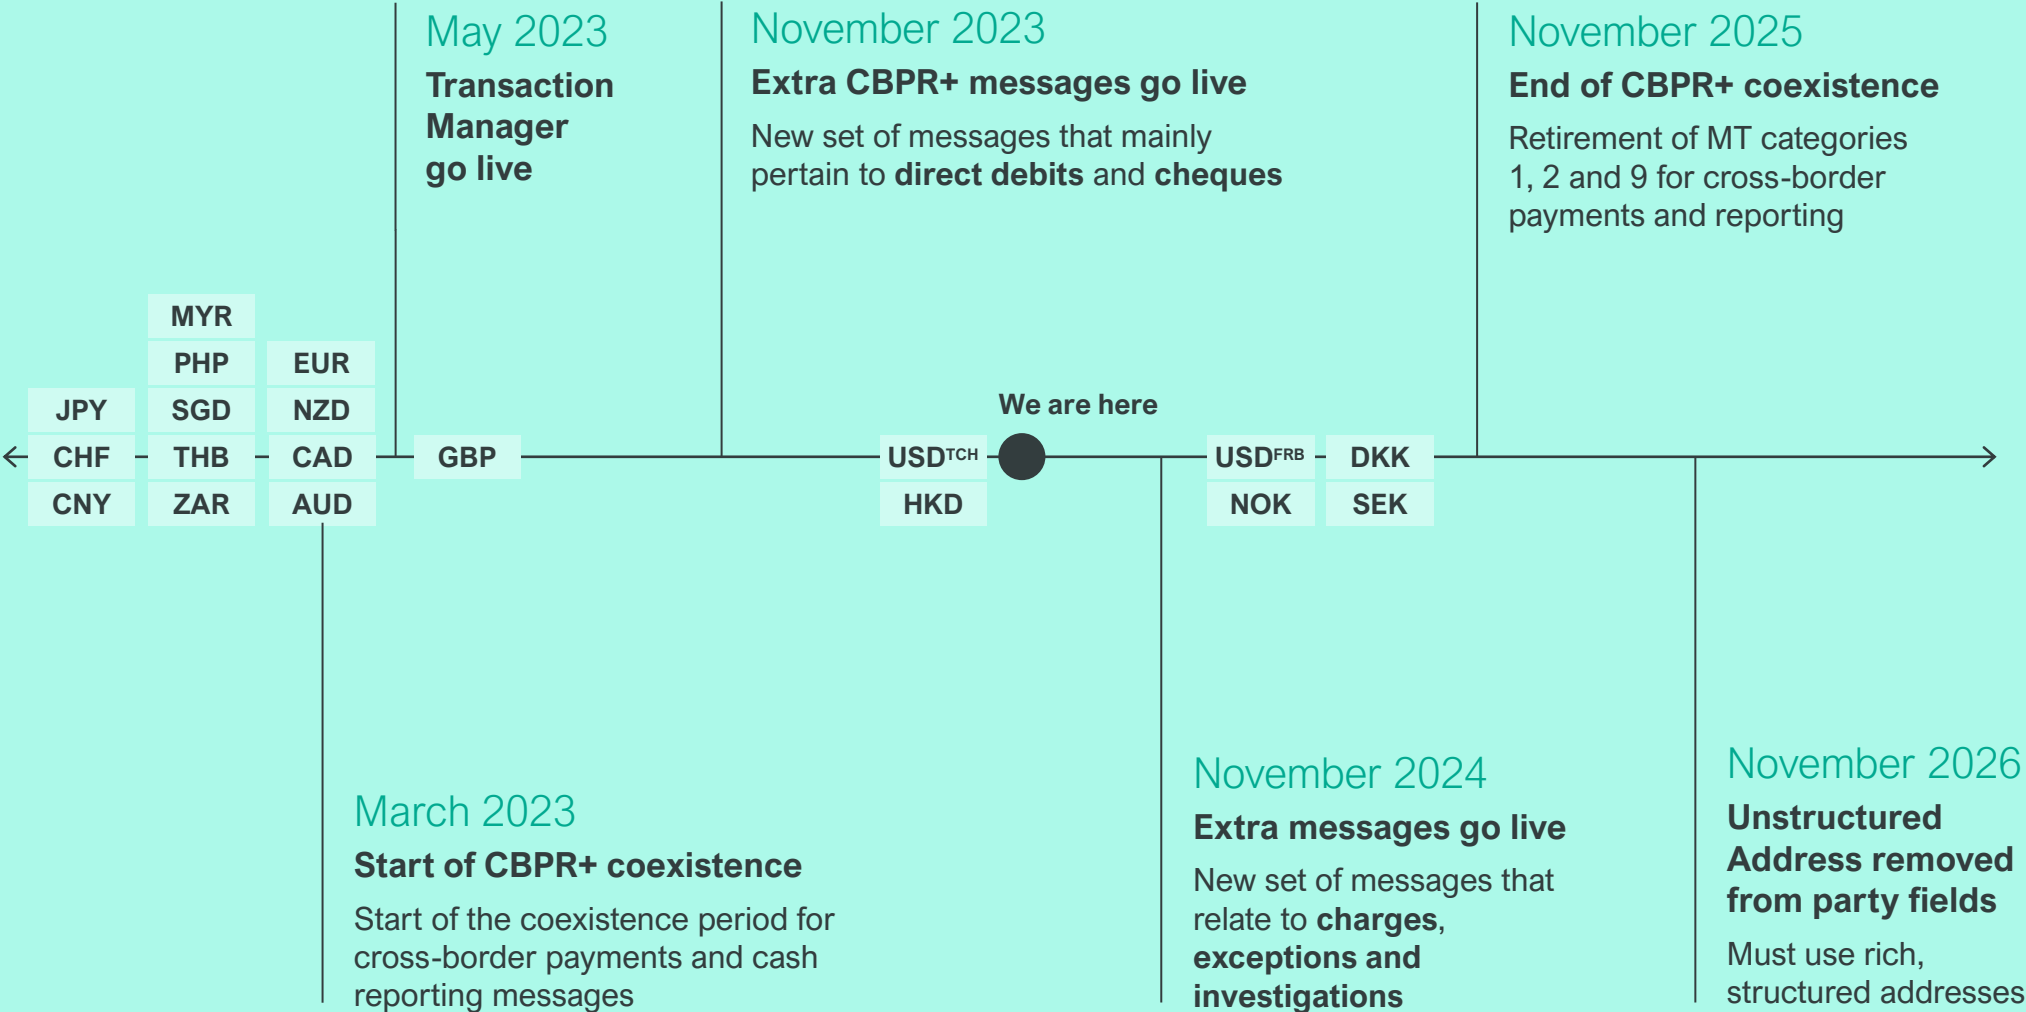 May 2023
Transaction
Manager
go live
November 2023
Extra CBPR+ messages go live
New set of messages that mainly
pertain to direct debits and cheques
November 2025
End of CBPR+ coexistence
Retirement of MT categories
1, 2 and 9 for cross-border
payments and reporting
JPY
CHF
CNY
MYR
PHP
SGD
THB
ZAR
EUR
NZD
CAD
AUD
GBP
USDTCH
HKD
We are here
USDFRB
NOK
DKK
SEK
March 2023
Start of CBPR+ coexistence
Start of the coexistence period for
cross-border payments and cash
reporting messages
November 2024
Extra messages go live
New set of messages that
relate to charges,
exceptions and
investigations
November 2026
Unstructured
Address removed
from party fields
Must use rich,
structured addresses